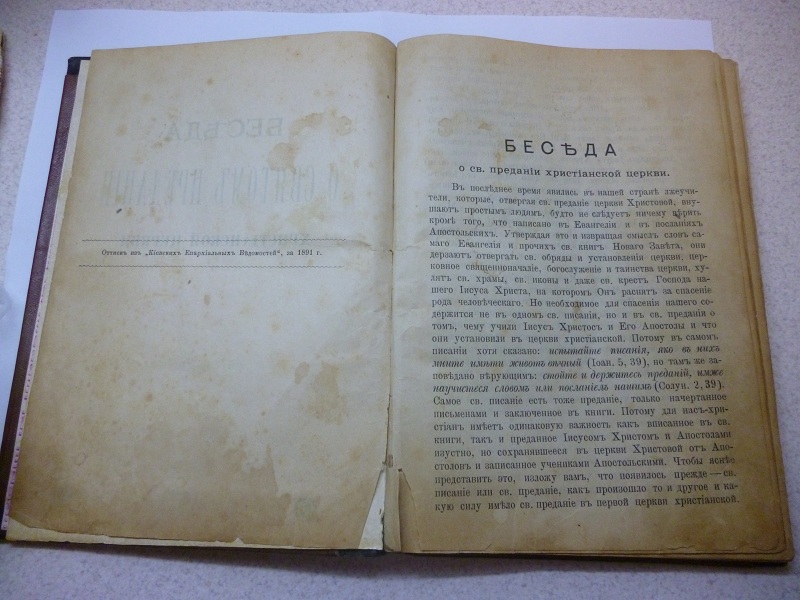 Оттискъ изъ „Кіевскихъ Епархіальныхъ Вѣдомостей", за 1891 г.
БЕСѢДА
о св. преданіи христіанской церкви.
Въ послѣднее время явились въ нашей странѣ лжеучи-
тели, которые, отвергая св. преданіе церкви Христовой, вну-
шаютъ простымъ людямъ, будто не слѣдуетъ ничему вѣрить
кромѣ того, что написано въ Евангеліи и въ посланіяхъ
Апостольскихъ. Утверждая это и извращая смыслъ словъ са-
маго Евангелія и прочихъ св. книгъ Новаго Завѣта, они
дерзаютъ отвергать св. обряды и установленія церкви, цер-
ковное священноначаліе, богослуженіе и таинства церкви, ху-
лятъ св. храмы, св. иконы и даже св. крестъ Господа на-
шего Іисуса Христа, на которомъ Онъ распятъ за спасеніе
рода человѣческаго. Но необходимое для спасенія нашего со-
держится не въ одномъ св. писаніи, но и въ св. преданіи о
томъ, чему учили Іисусъ Христосъ и Его Апостолы и что
они установили въ церкви христіанской. Потому въ самомъ
писаніи хотя сказано: испытайте писанія, яко въ нихъ
мните имѣти животъ вѣчный (Іоан. 5, 39), но тамъ же за-
повѣдано вѣрующимъ: стойте и держитесь преданій, имже
научистеся словомъ или посланіемъ нашимъ (Солун. 2, 39).
Самое св. писаніе есть тоже преданіе, только начертанное
письменами и заключенное въ книги. Потому для насъ-хри-
стіанъ имѣетъ одинаковую важность какъ вписанное въ св.
книги, такъ и преданное Іисусомъ Христомъ и Апостолами
изустно, но сохранявшееся въ церкви Христовой отъ Апо-
столовъ и записанное учениками Апостольскими. Чтобы яснѣе
представить это, изложу вамъ, что появилось прежде — св.
писаніе или св. преданіе, какъ произошло то и другое и ка-
кую силу имѣло св. преданіе въ первой церкви христіанской.